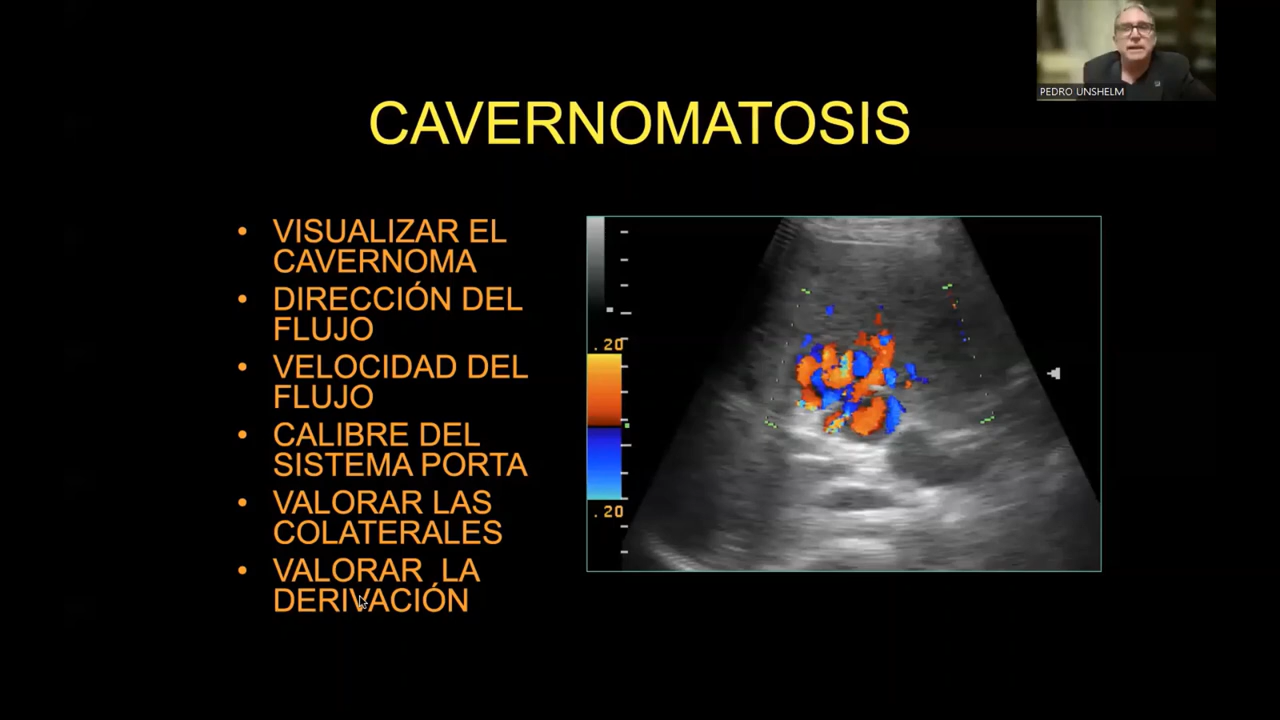 PEDRO UNSHELM
CAVERNOMATOSIS
• VISUALIZAR EL
CAVERNOMA
• DIRECCIÓN DEL
FLUJO
• VELOCIDAD DEL
FLUJO
• CALIBRE DEL
SISTEMA PORTA
• VALORAR LAS
COLATERALES
• VALORAR LA
DERIVACIÓN
.20
.20